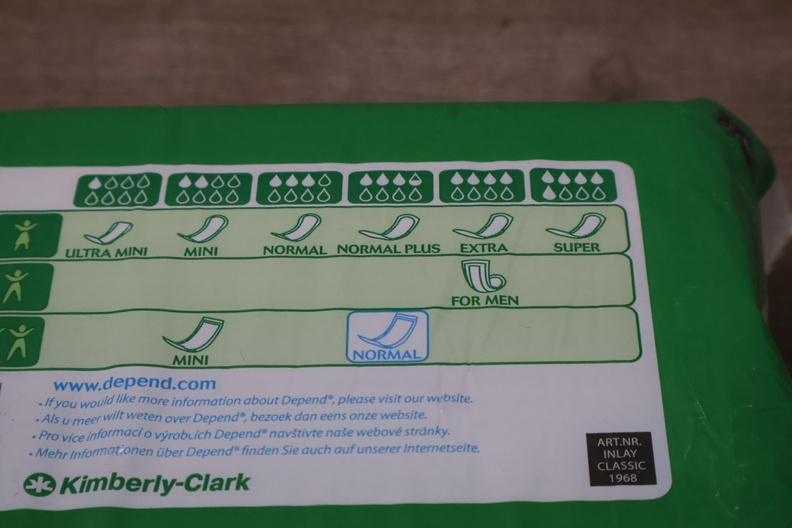 ULTRA MINI MINI NORMAL NORMAL PLUS EXTRA SUPER
FOR MEN
MINI NORMAL
www.depend.com
• If you would like more information about Depend®, please visit our website.
• Als u meer wilt weten over Depend®, bezoek dan eens onze website.
• Pro více informací o výrobcích Depend® navštivte naše webové stránky.
• Mehr Informationen über Depend® finden Sie auch auf unserer Internetseite.
Kimberly-Clark
ART.NR.
INLAY
CLASSIC
1968